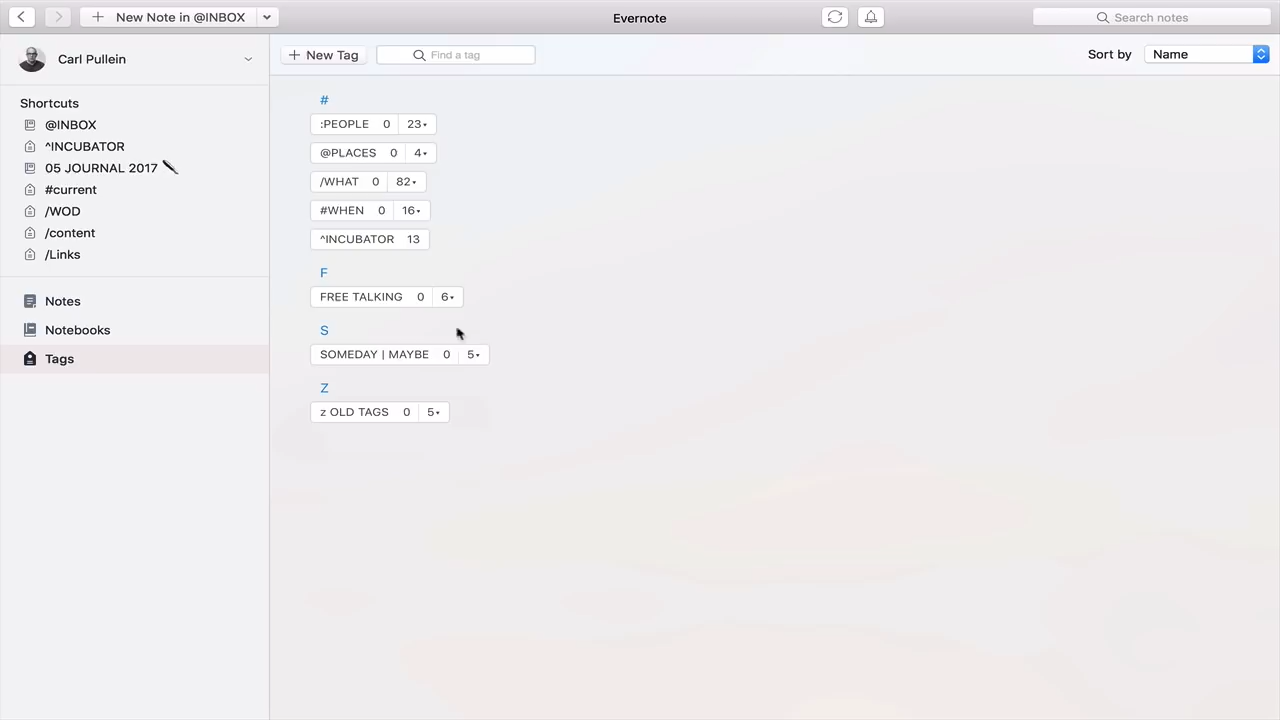 New Note in @INBOX
Evernote
Search notes
Carl Pullein
New Tag
Find a tag
Sort by
Name
Shortcuts
@INBOX
^INCUBATOR
05 JOURNAL 2017
#current
/WOD
/content
/Links
Notes
Notebooks
Tags
#
:PEOPLE 0 23
@PLACES 0 4
/WHAT 0 82
#WHEN 0 16
^INCUBATOR 13
F
FREE TALKING 0 6
S
SOMEDAY | MAYBE 0 5
Z
z OLD TAGS 0 5